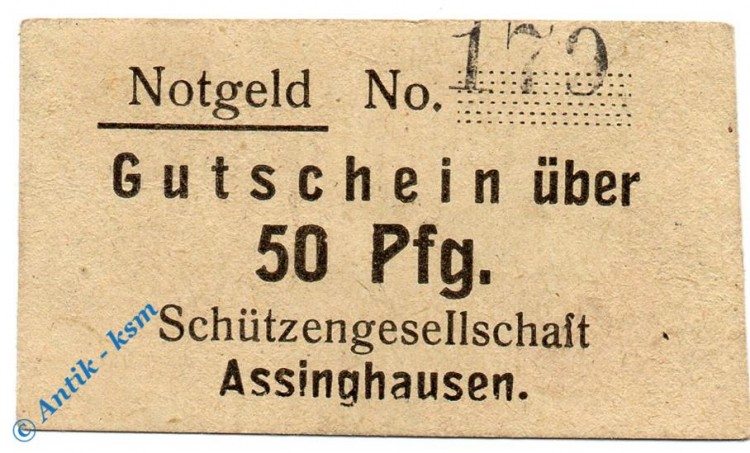 Notgeld No. 179
Gutschein über
50 Pfg.
Schützengesellschaft
Assinghausen.
© Antik - ksm